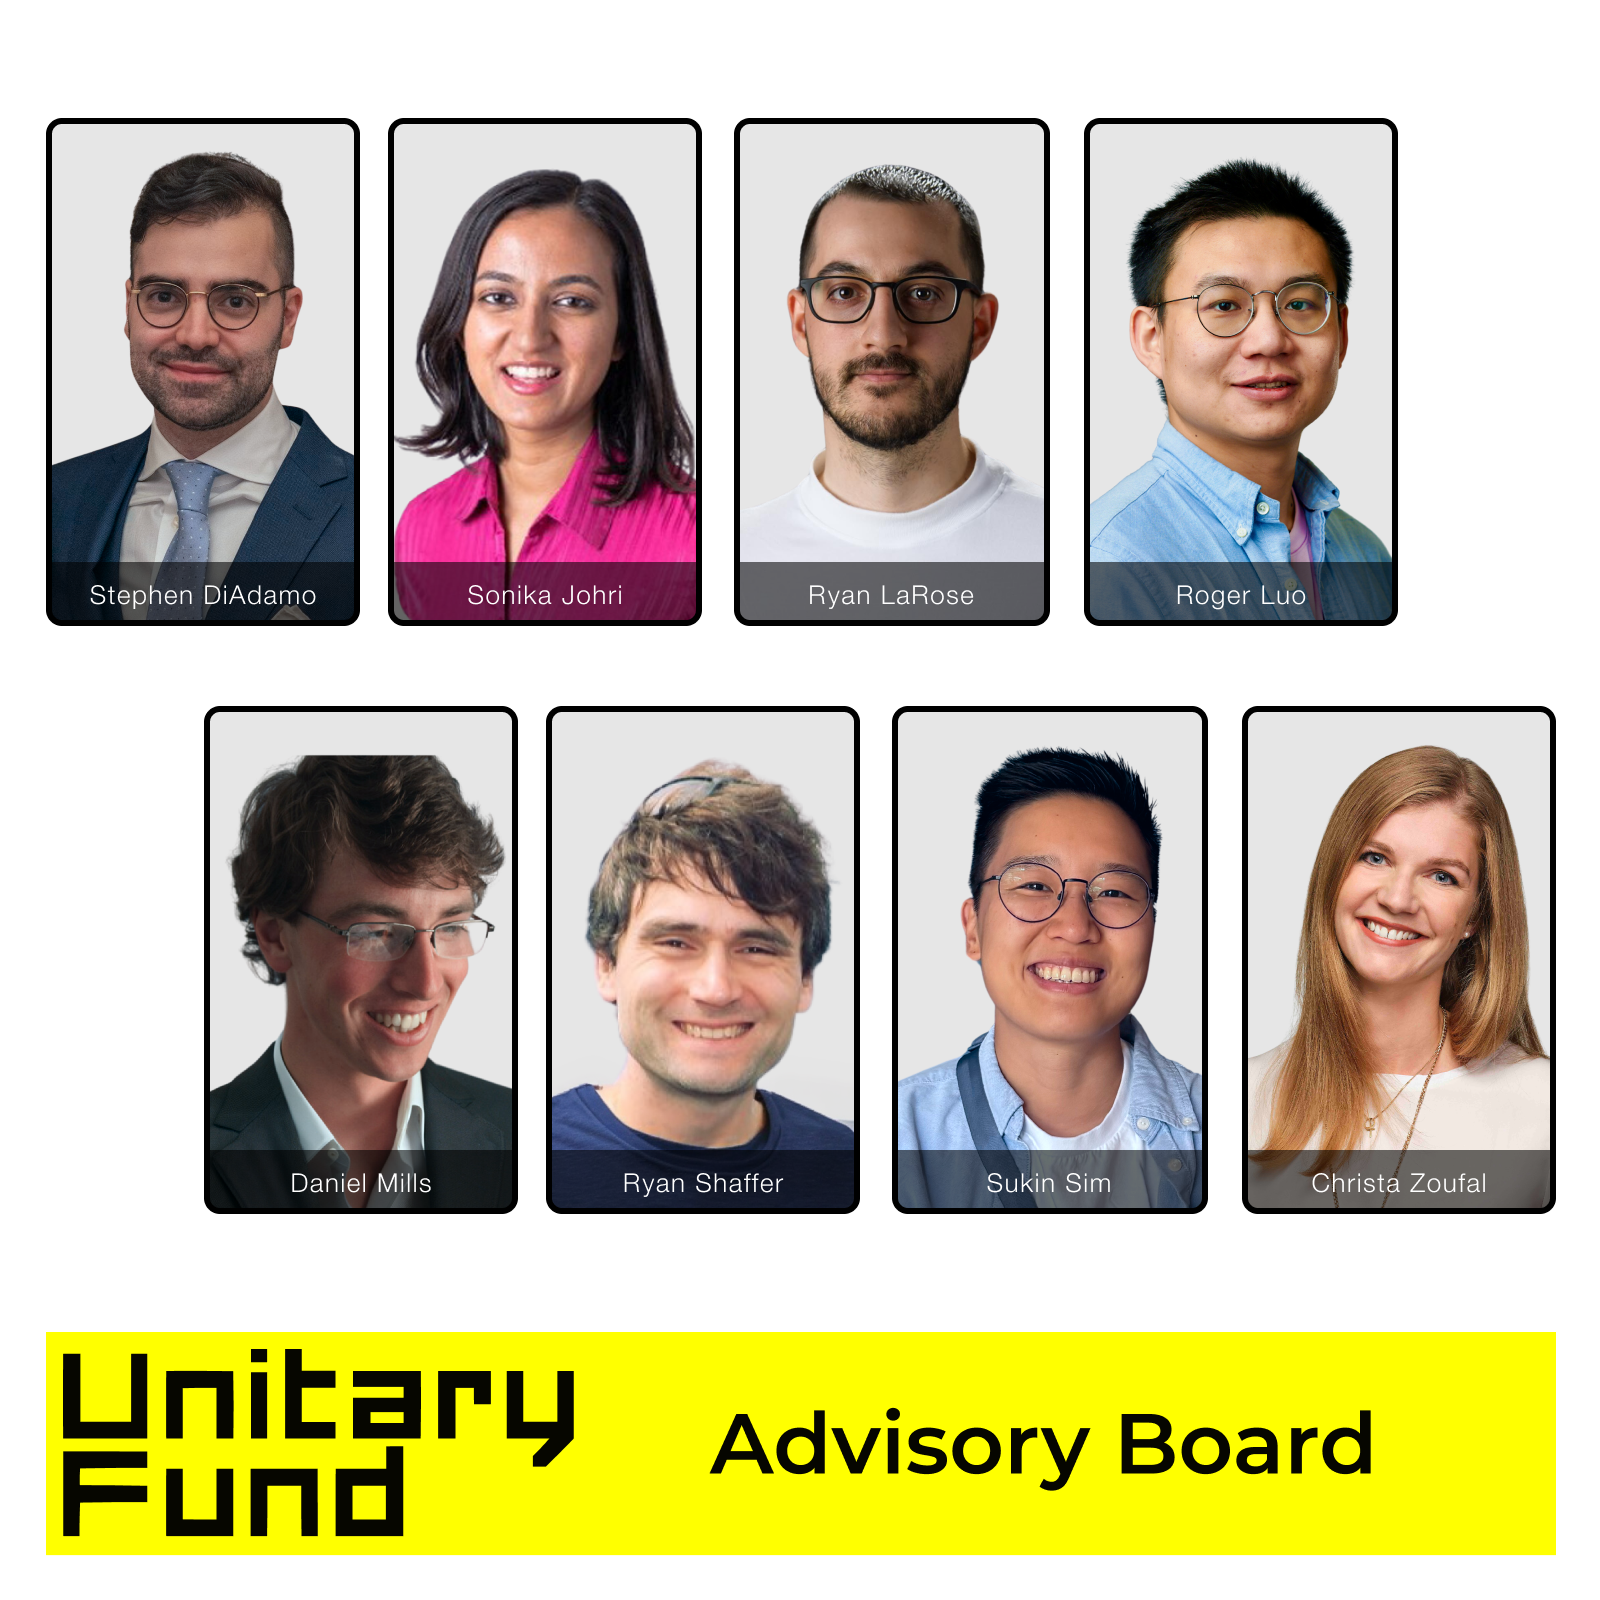 Stephen DiAdamo
Sonika Johri
Ryan LaRose
Roger Luo
Daniel Mills
Ryan Shaffer
Sukin Sim
Christa Zoufal
Unitary
Fund
Advisory Board